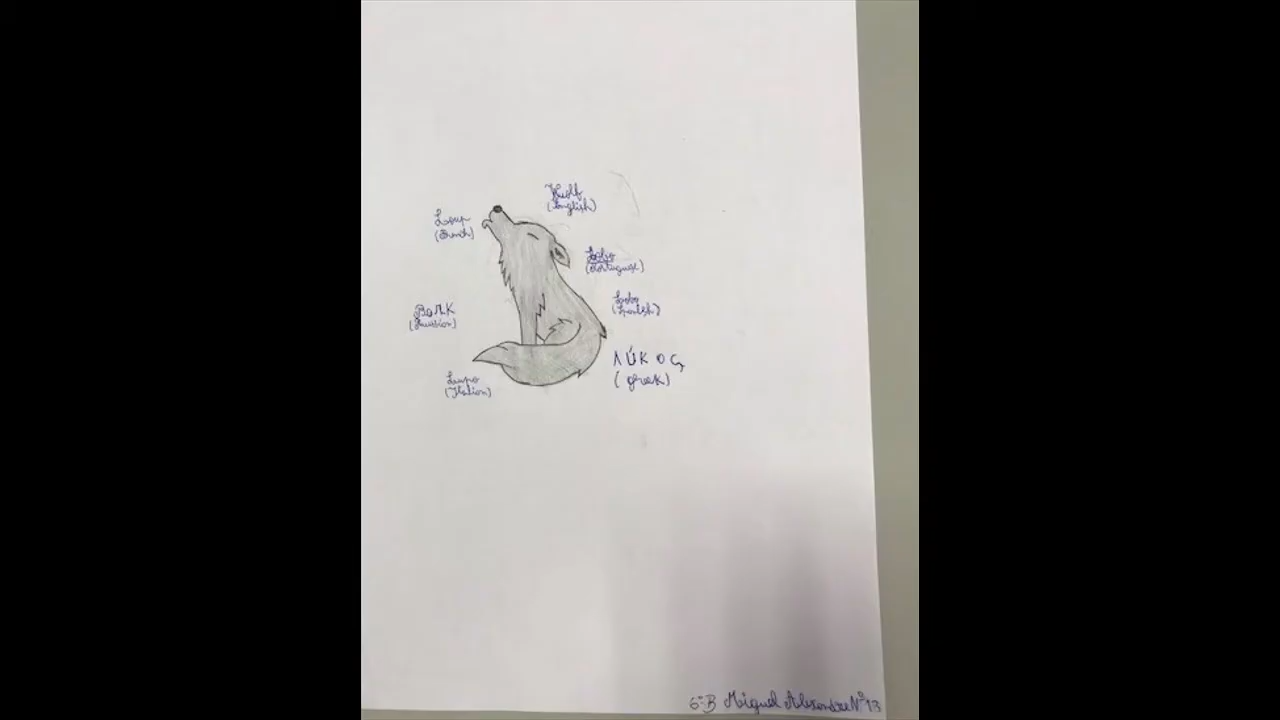 Wolf
(English)
Loup
(French)
Lobo
(Portuguese)
Lobo
(Spanish)
ВоЛК
(Russian)
λύκος
(greek)
Lupo
(Italian)
6ºB Miguel Alexandre Nº13